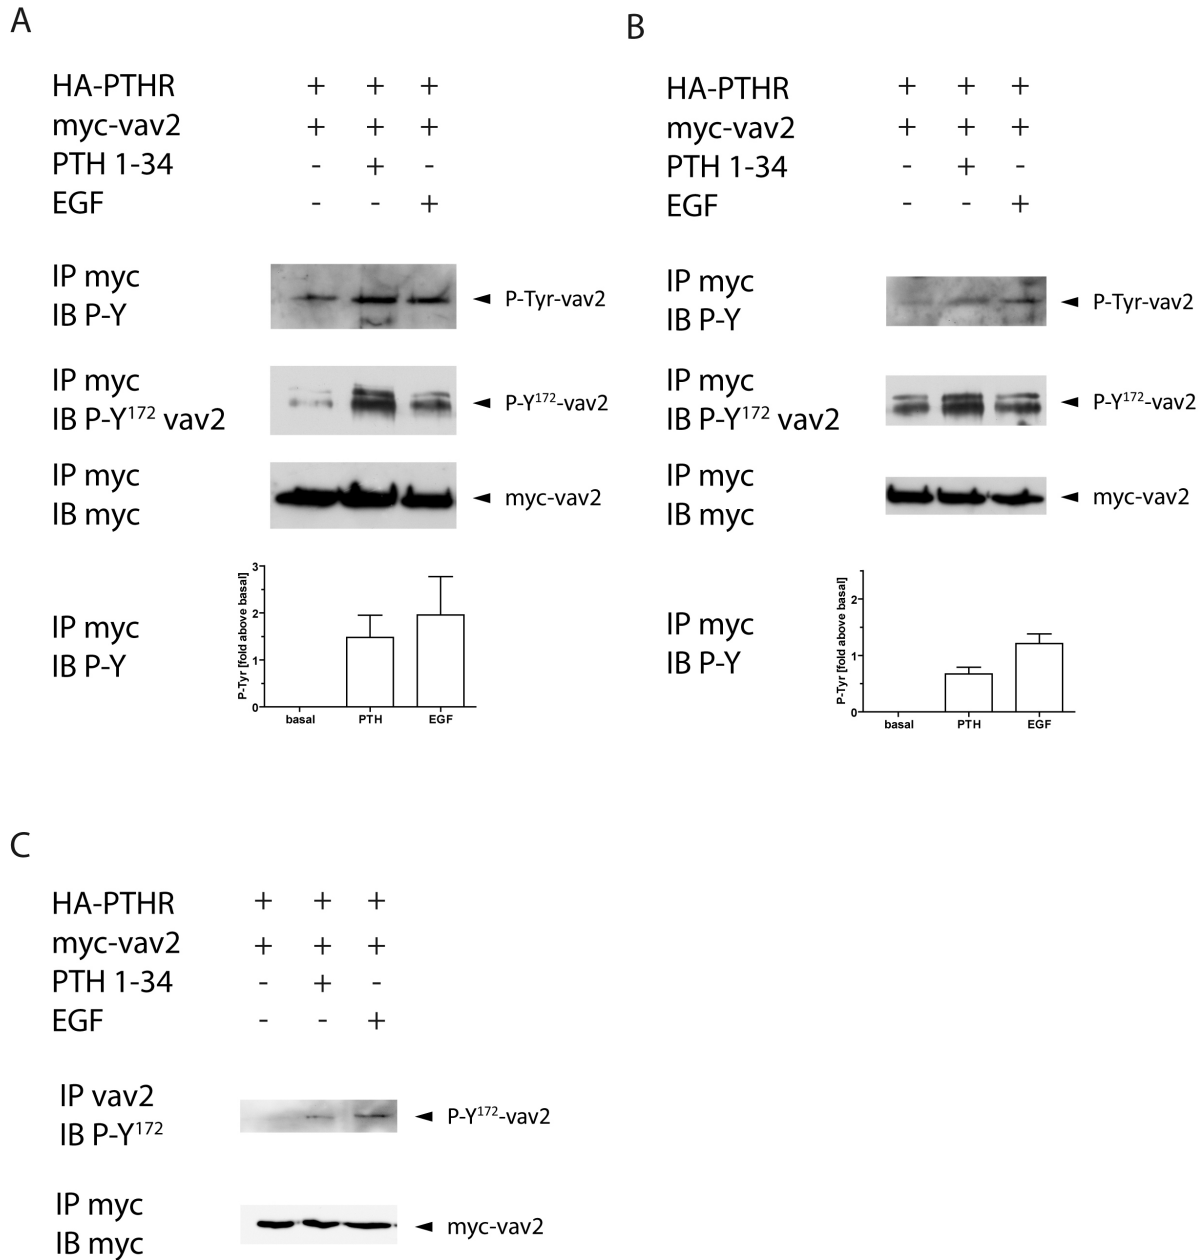 A
HA-PTHR + + +
myc-vav2 + + +
PTH 1-34 - + -
EGF - - +
IP myc
IB P-Y
P-Tyr-vav2
IP myc
IB P-Y¹⁷² vav2
P-Y¹⁷²-vav2
IP myc
IB myc
myc-vav2
IP myc
IB P-Y
P-Tyr [fold above basal]
3
2
1
0
basal PTH EGF
B
HA-PTHR + + +
myc-vav2 + + +
PTH 1-34 - + -
EGF - - +
IP myc
IB P-Y
P-Tyr-vav2
IP myc
IB P-Y¹⁷² vav2
P-Y¹⁷²-vav2
IP myc
IB myc
myc-vav2
IP myc
IB P-Y
P-Tyr [fold above basal]
2
1
0
basal PTH EGF
C
HA-PTHR + + +
myc-vav2 + + +
PTH 1-34 - + -
EGF - - +
IP vav2
IB P-Y¹⁷²
P-Y¹⁷²-vav2
IP myc
IB myc
myc-vav2